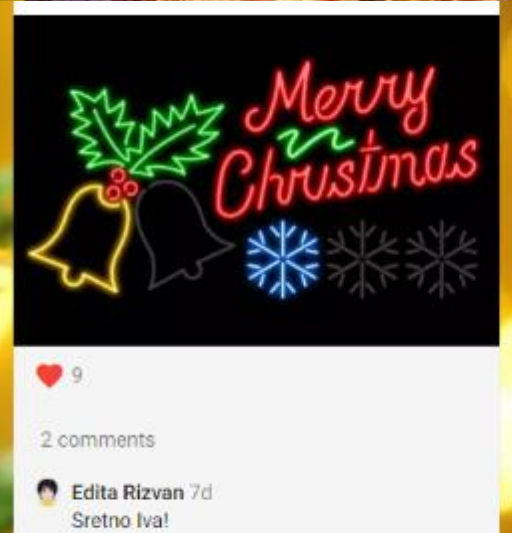 Merry
Christmas
9
2 comments
Edita Rizvan 7d
Sretno Iva!